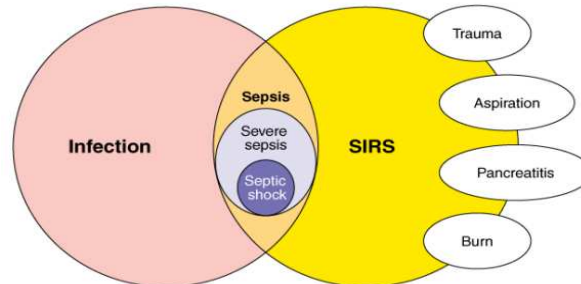 Trauma
Sepsis
Aspiration
Infection
Severe
sepsis
SIRS
Septic
shock
Pancreatitis
Burn